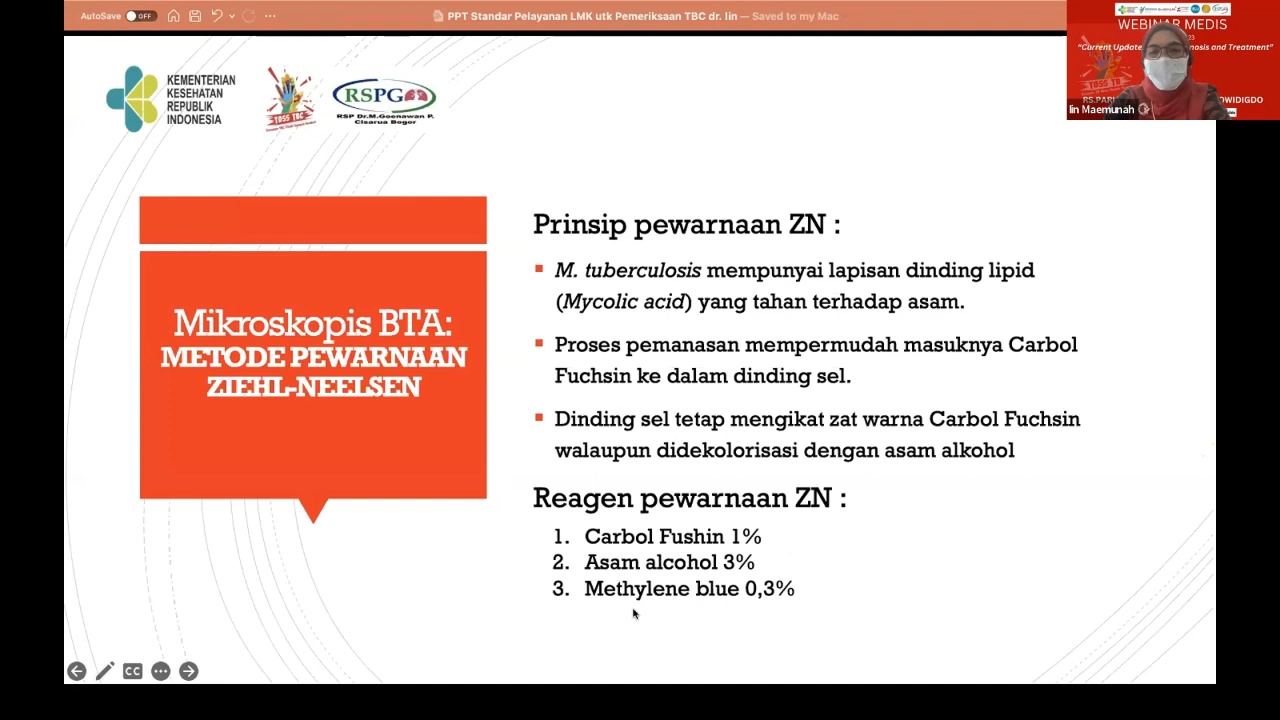 AutoSave OFF
PPT Standar Pelayanan LMK utk Pemeriksaan TBC dr. Iin — Saved to my Mac
WEBINAR MEDIS
"Current Update
nosis and Treatment"
OWIDIGDO
Iin Maemunah
KEMENTERIAN
KESEHATAN
REPUBLIK
INDONESIA
TOSS TBC
RSPG
RSP Dr.M.Goenawan P.
Cisarua Bogor
Mikroskopis BTA:
METODE PEWARNAAN
ZIEHL-NEELSEN
Prinsip pewarnaan ZN :
M. tuberculosis mempunyai lapisan dinding lipid
(Mycolic acid) yang tahan terhadap asam.
Proses pemanasan mempermudah masuknya Carbol
Fuchsin ke dalam dinding sel.
Dinding sel tetap mengikat zat warna Carbol Fuchsin
walaupun didekolorisasi dengan asam alkohol
Reagen pewarnaan ZN :
1. Carbol Fushin 1%
2. Asam alcohol 3%
3. Methylene blue 0,3%
CC